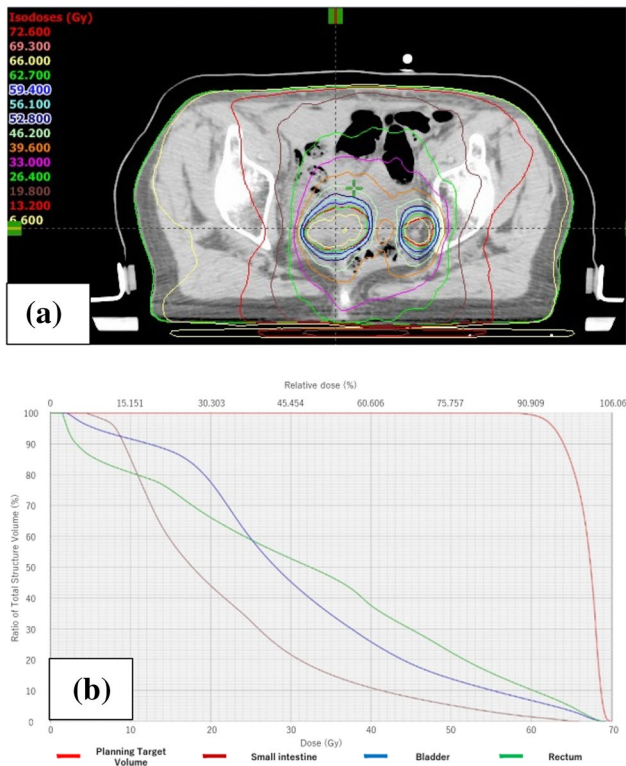 Isodoses (Gy)
72.600
69.300
66.000
62.700
59.400
56.100
52.800
46.200
39.600
33.000
26.400
19.800
13.200
6.600
(a)
Relative dose (%)
0 15.151 30.303 45.454 60.606 75.757 90.909 106.06
Ratio of Total Structure Volume (%)
100
90
80
70
60
50
40
30
20
10
0
(b)
0 10 20 30 40 50 60 70
Dose (Gy)
Planning Target Volume Small intestine Bladder Rectum